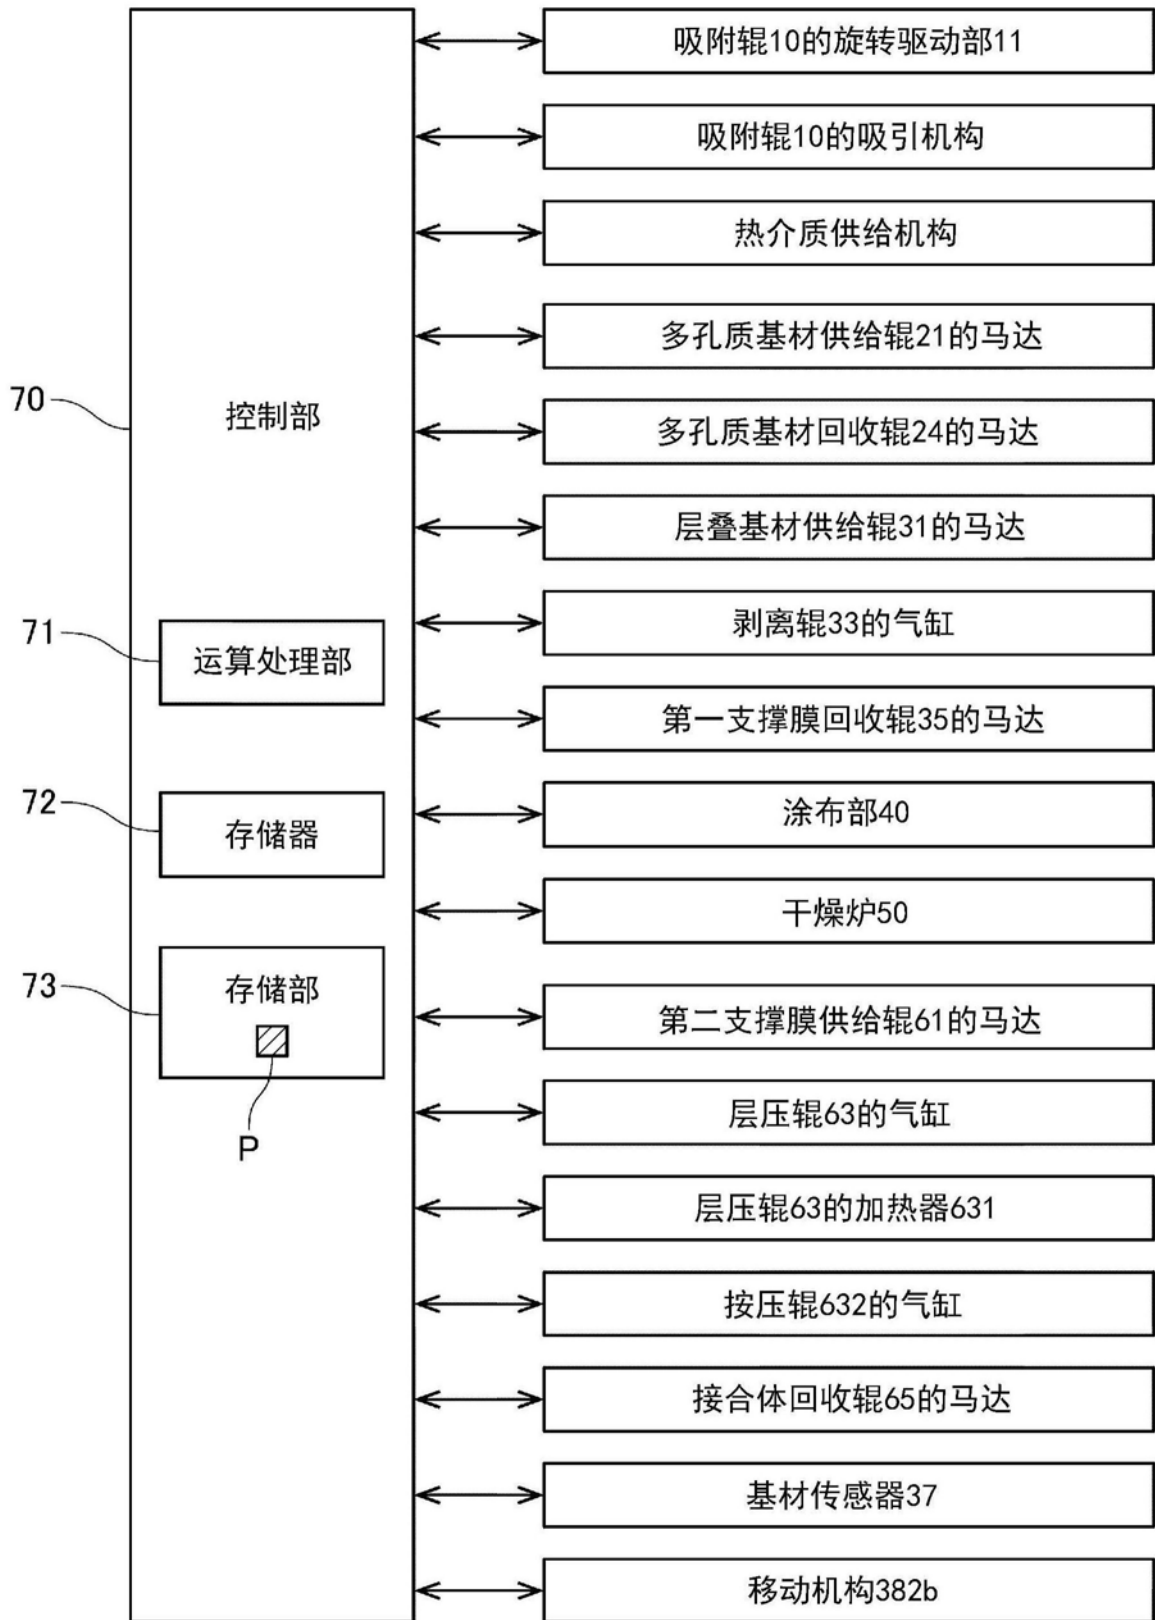 吸附辊10的旋转驱动部11
吸附辊10的吸引机构
热介质供给机构
多孔质基材供给辊21的马达
70
控制部
多孔质基材回收辊24的马达
层叠基材供给辊31的马达
剥离辊33的气缸
71
运算处理部
第一支撑膜回收辊35的马达
72
存储器
涂布部40
干燥炉50
73
存储部
第二支撑膜供给辊61的马达
P
层压辊63的气缸
层压辊63的加热器631
按压辊632的气缸
接合体回收辊65的马达
基材传感器37
移动机构382b